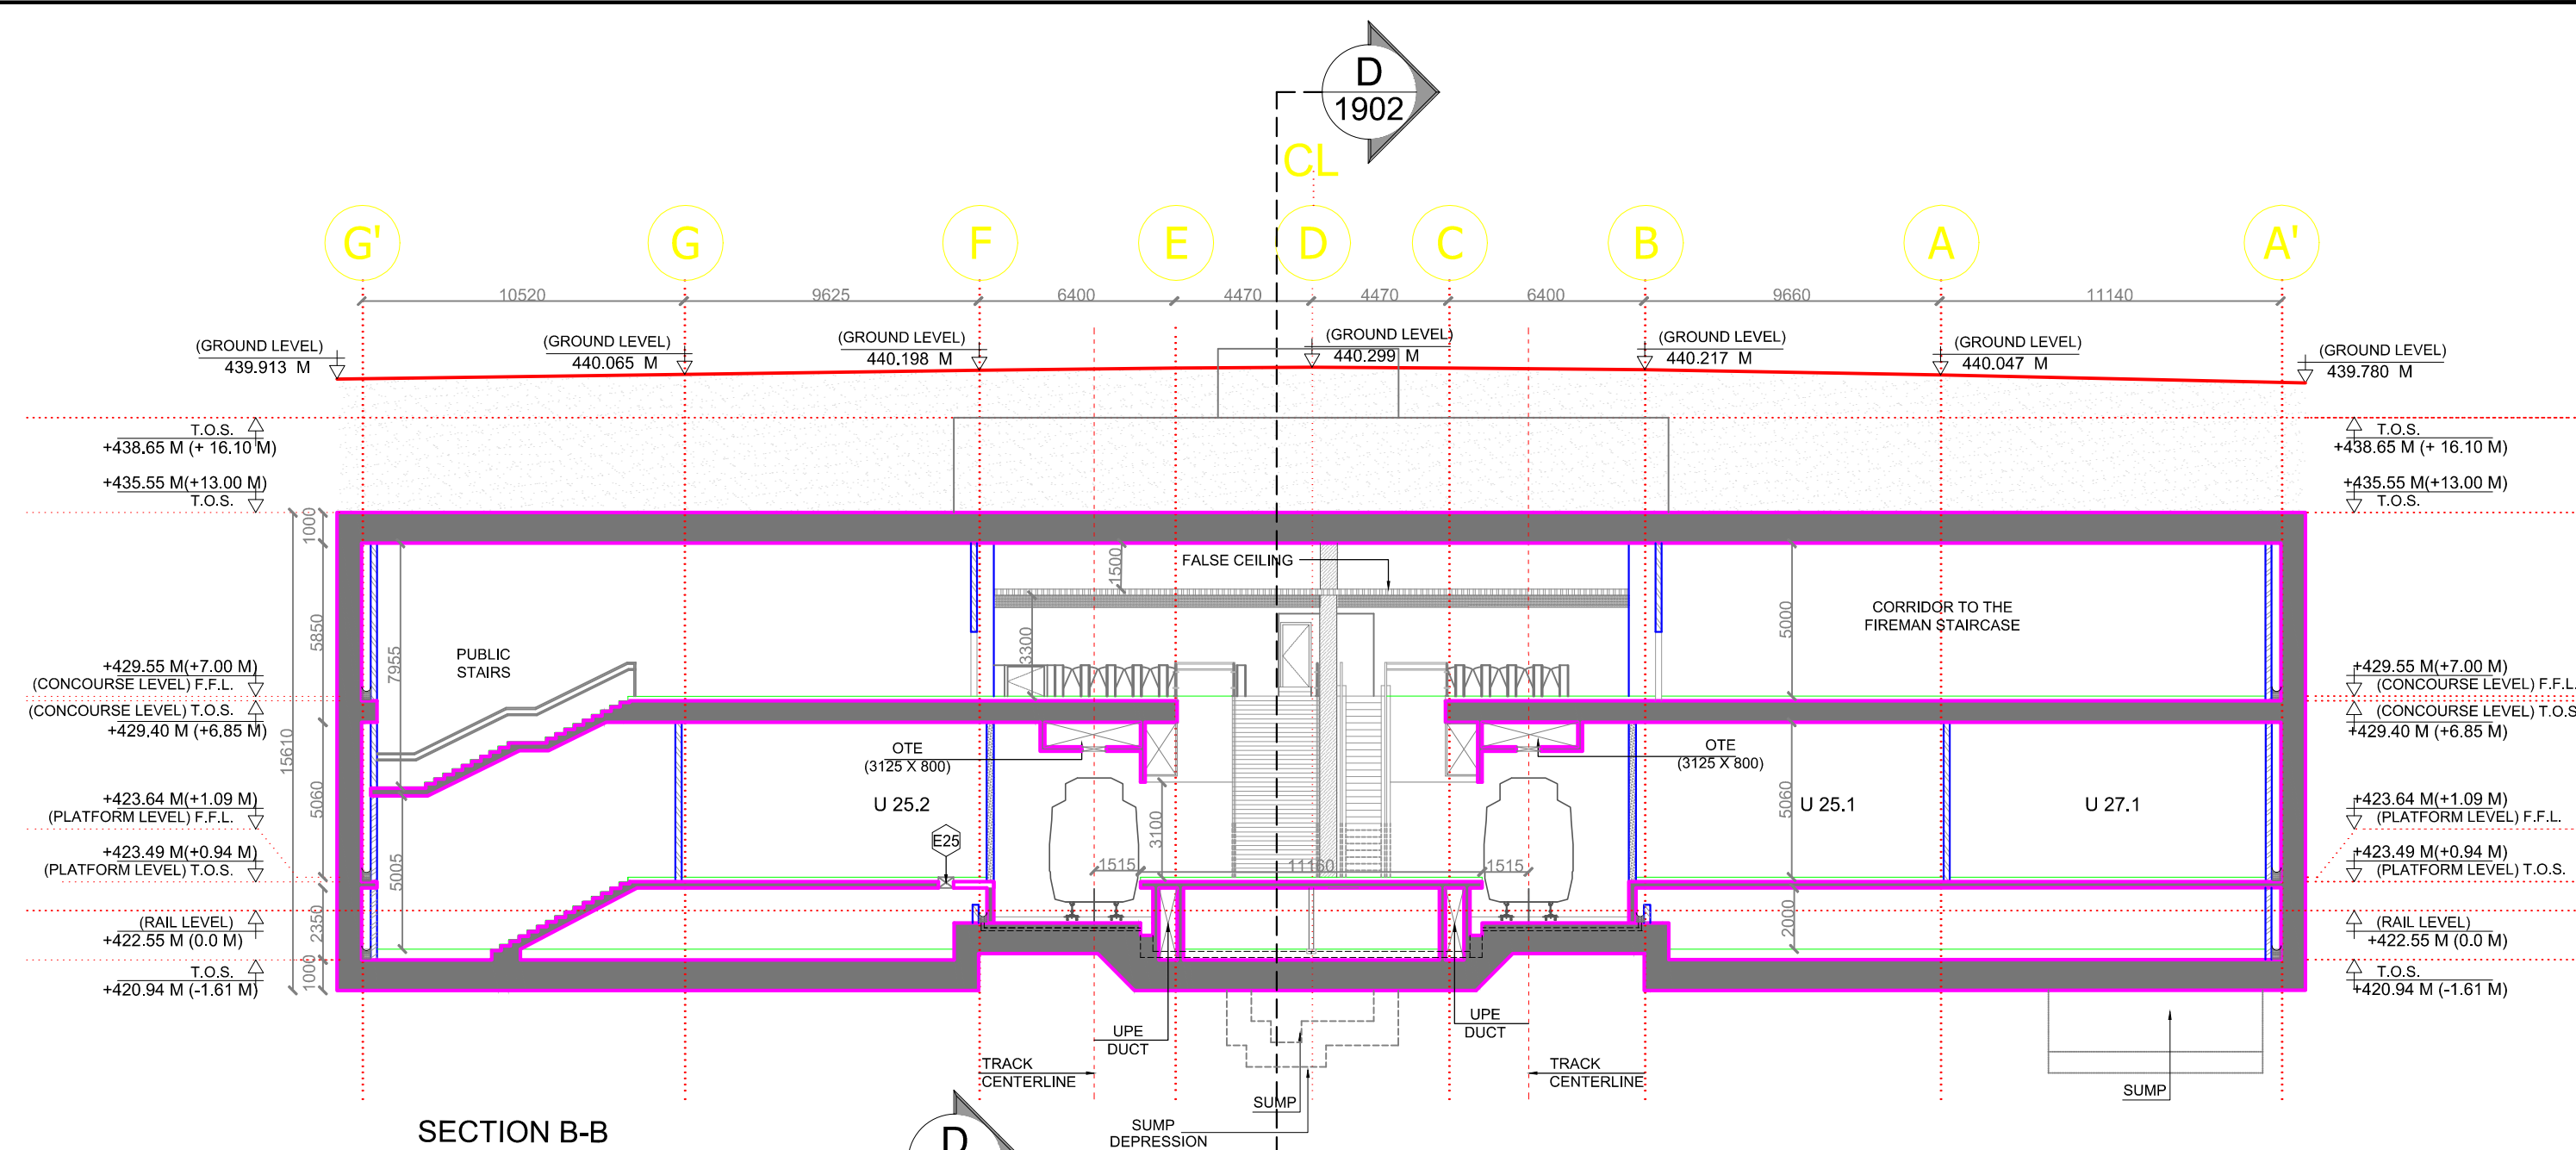 D
1902
CL
G'
G
F
E
D
C
B
A
A'
10520
9625
6400
4470
4470
6400
9660
11140
(GROUND LEVEL)
439.913 M
(GROUND LEVEL)
440.065 M
(GROUND LEVEL)
440.198 M
(GROUND LEVEL)
440.299 M
(GROUND LEVEL)
440.217 M
(GROUND LEVEL)
440.047 M
(GROUND LEVEL)
439.780 M
T.O.S.
+438.65 M (+ 16.10 M)
+435.55 M(+13.00 M)
T.O.S.
+429.55 M(+7.00 M)
(CONCOURSE LEVEL) F.F.L.
(CONCOURSE LEVEL) T.O.S.
+429.40 M (+6.85 M)
+423.64 M(+1.09 M)
(PLATFORM LEVEL) F.F.L.
+423.49 M(+0.94 M)
(PLATFORM LEVEL) T.O.S.
(RAIL LEVEL)
+422.55 M (0.0 M)
T.O.S.
+420.94 M (-1.61 M)
15610
1000
5850
5060
2350
1000
7955
5005
PUBLIC
STAIRS
1500
FALSE CEILING
3300
5000
CORRIDOR TO THE
FIREMAN STAIRCASE
OTE
(3125 X 800)
OTE
(3125 X 800)
U 25.2
E25
3100
1515
11160
1515
5060
U 25.1
U 27.1
2000
T.O.S.
+438.65 M (+ 16.10 M)
+435.55 M(+13.00 M)
T.O.S.
+429.55 M(+7.00 M)
(CONCOURSE LEVEL) F.F.L.
(CONCOURSE LEVEL) T.O.S
+429.40 M (+6.85 M)
+423.64 M(+1.09 M)
(PLATFORM LEVEL) F.F.L.
+423.49 M(+0.94 M)
(PLATFORM LEVEL) T.O.S.
(RAIL LEVEL)
+422.55 M (0.0 M)
T.O.S.
+420.94 M (-1.61 M)
UPE
DUCT
UPE
DUCT
TRACK
CENTERLINE
TRACK
CENTERLINE
SUMP
SUMP
SUMP
DEPRESSION
SECTION B-B
D